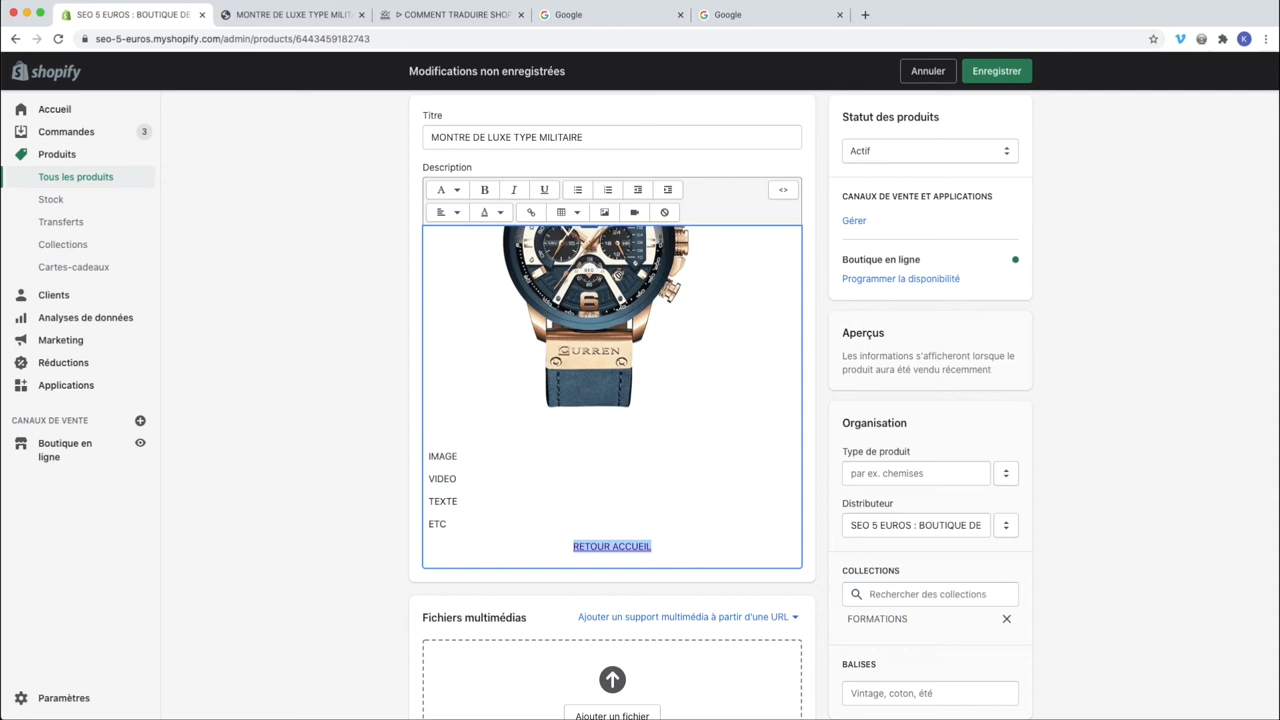 SEO 5 EUROS : BOUTIQUE DE
MONTRE DE LUXE TYPE MILIT
▷ COMMENT TRADUIRE SHOP
Google
Google
seo-5-euros.myshopify.com/admin/products/6443459182743
K
shopify
Modifications non enregistrées
Annuler
Enregistrer
Accueil
Commandes
3
Produits
Tous les produits
Stock
Transferts
Collections
Cartes-cadeaux
Clients
Analyses de données
Marketing
Réductions
Applications
CANAUX DE VENTE
Boutique en
ligne
Paramètres
Titre
MONTRE DE LUXE TYPE MILITAIRE
Description
A
B
I
U
<>
A
6
CURREN
IMAGE
VIDEO
TEXTE
ETC
RETOUR ACCUEIL
Fichiers multimédias
Ajouter un support multimédia à partir d'une URL
Ajouter un fichier
Statut des produits
Actif
CANAUX DE VENTE ET APPLICATIONS
Gérer
Boutique en ligne
Programmer la disponibilité
Aperçus
Les informations s'afficheront lorsque le
produit aura été vendu récemment
Organisation
Type de produit
par ex. chemises
Distributeur
SEO 5 EUROS : BOUTIQUE DE
COLLECTIONS
Rechercher des collections
FORMATIONS
BALISES
Vintage, coton, été